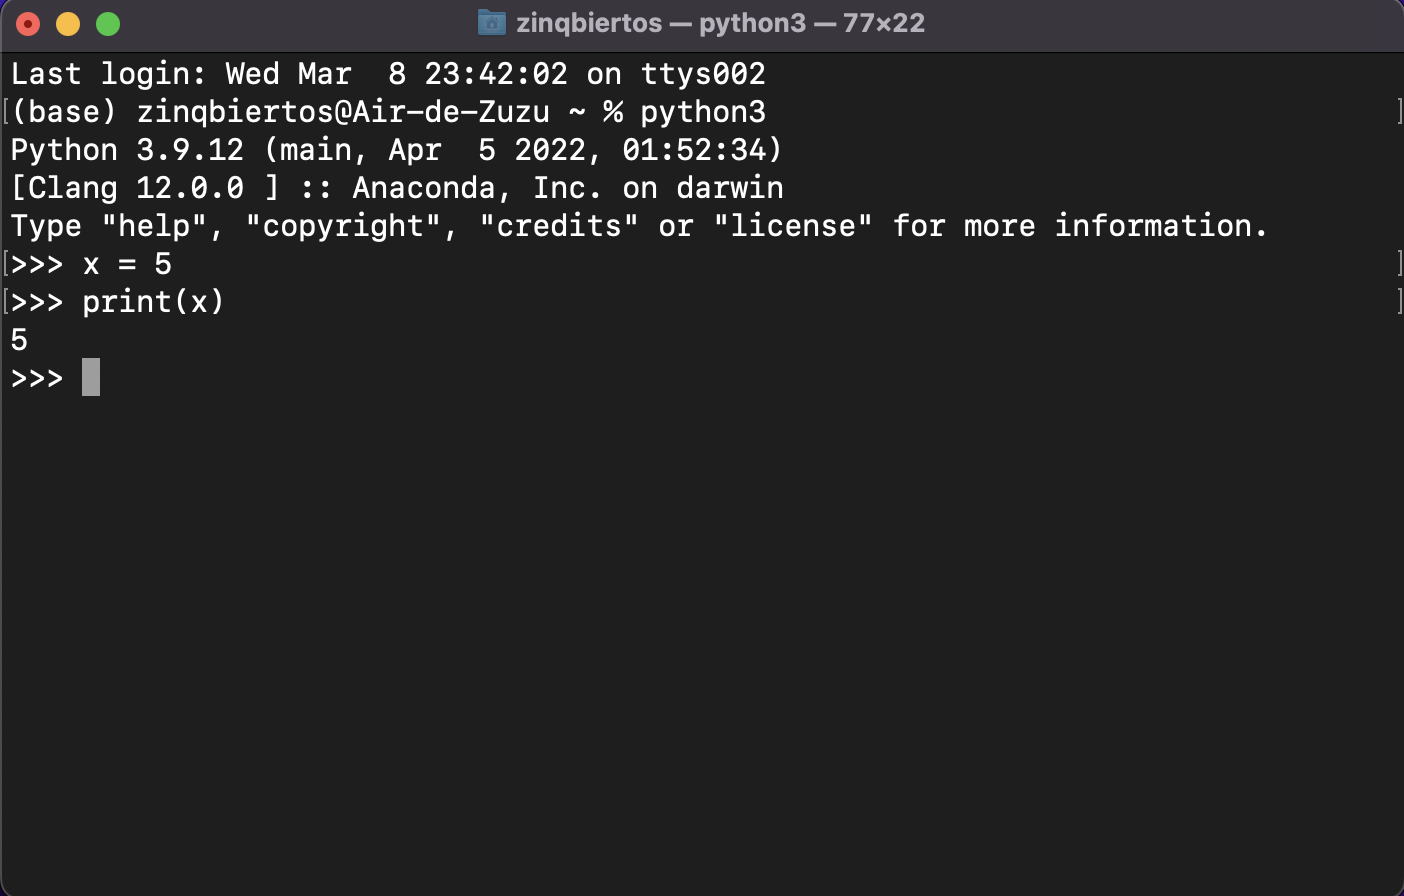 zinqbiertos — python3 — 77×22
Last login: Wed Mar  8 23:42:02 on ttys002
[(base) zinqbiertos@Air-de-Zuzu ~ % python3 ]
Python 3.9.12 (main, Apr  5 2022, 01:52:34)
[Clang 12.0.0 ] :: Anaconda, Inc. on darwin
Type "help", "copyright", "credits" or "license" for more information.
[>>> x = 5 ]
[>>> print(x) ]
5
>>>